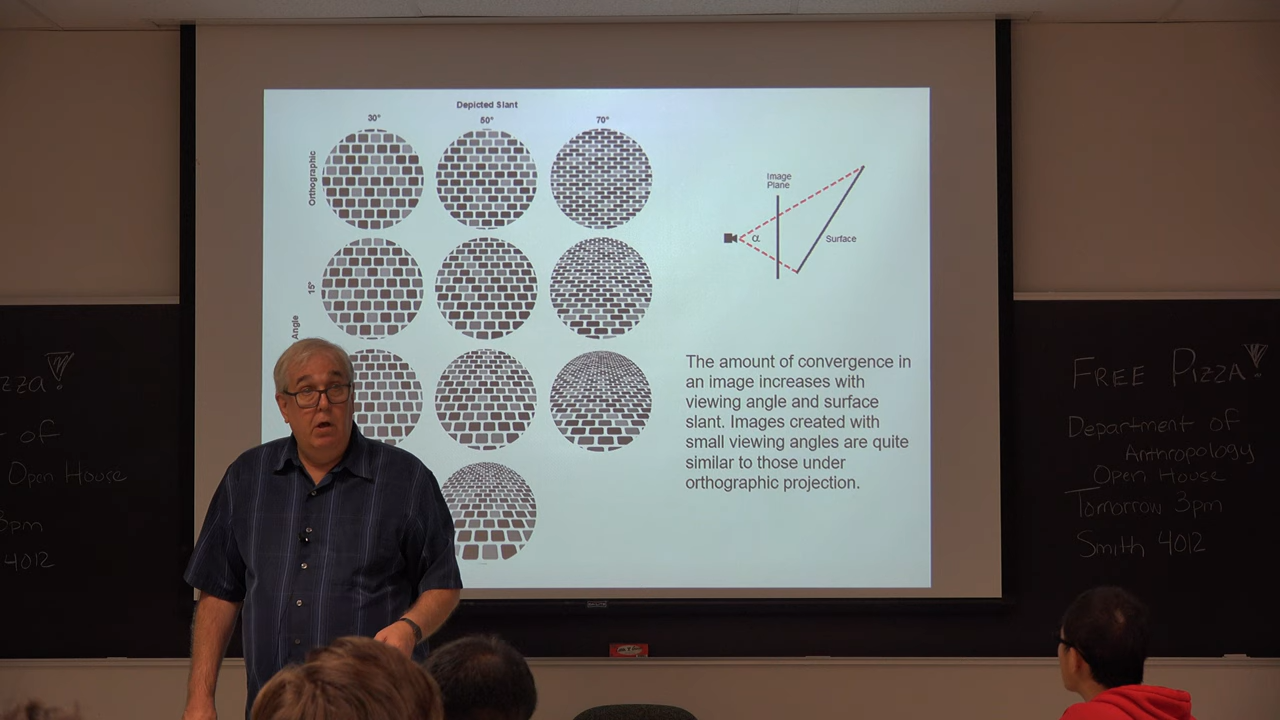 Depicted Slant
30°
50°
70°
Orthographic
15°
Angle
Image
Plane
α
Surface
The amount of convergence in
an image increases with
viewing angle and surface
slant. Images created with
small viewing angles are quite
similar to those under
orthographic projection.
zza!
of
Open House
3pm
4012
FREE PIZZA!
Department of
Anthropology
Open House
Tomorrow 3pm
Smith 4012